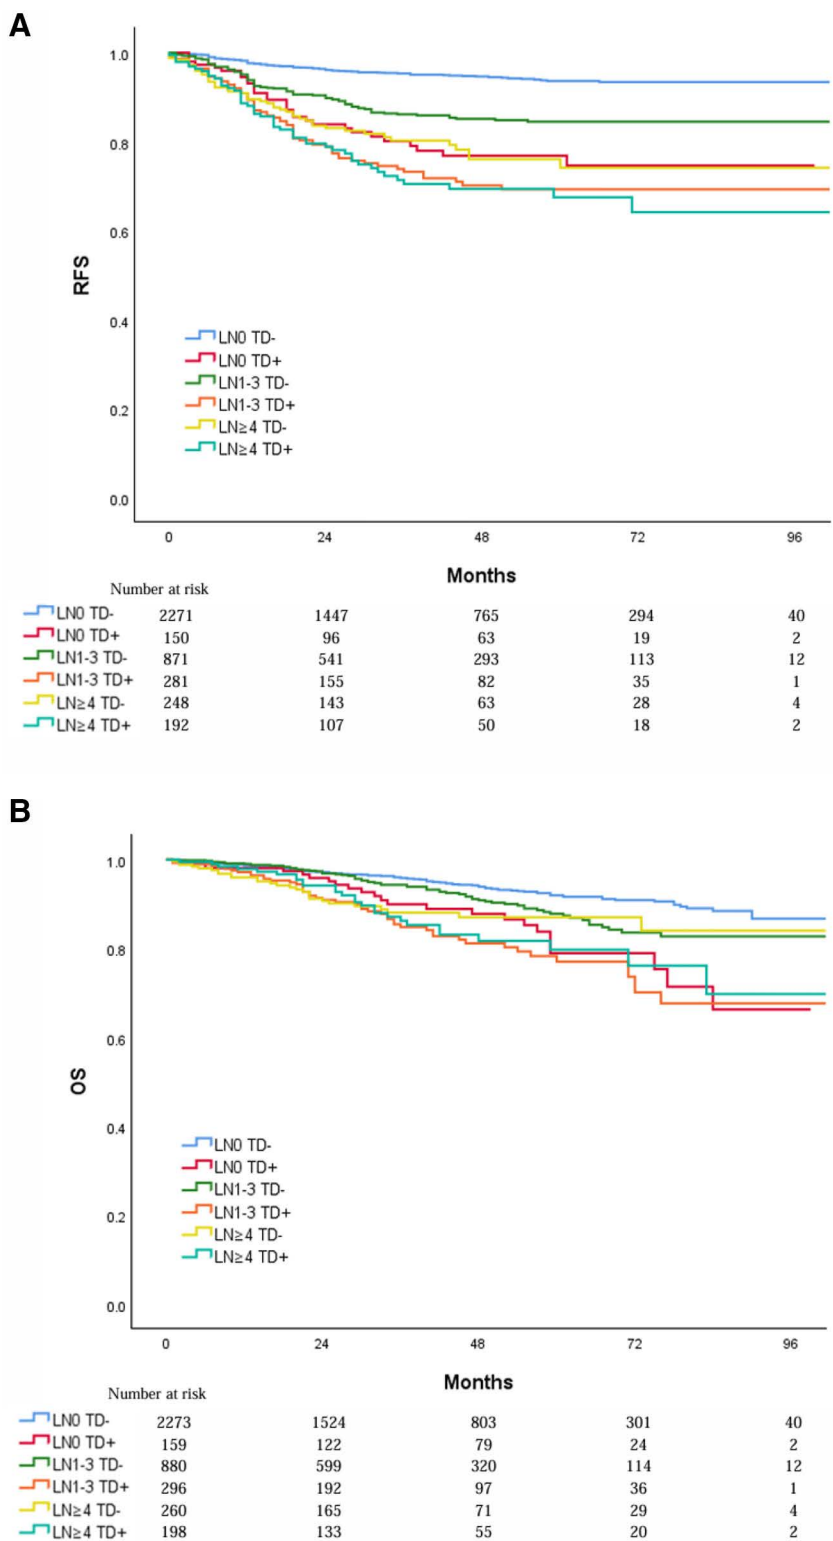 A
1.0
0.8
0.6
0.4
0.2
0.0
RFS
LN0 TD-
LN0 TD+
LN1-3 TD-
LN1-3 TD+
LN≥4 TD-
LN≥4 TD+
0 24 48 72 96
Months
Number at risk
LN0 TD- 2271 1447 765 294 40
LN0 TD+ 150 96 63 19 2
LN1-3 TD- 871 541 293 113 12
LN1-3 TD+ 281 155 82 35 1
LN≥4 TD- 248 143 63 28 4
LN≥4 TD+ 192 107 50 18 2
B
1.0
0.8
0.6
0.4
0.2
0.0
OS
LN0 TD-
LN0 TD+
LN1-3 TD-
LN1-3 TD+
LN≥4 TD-
LN≥4 TD+
0 24 48 72 96
Months
Number at risk
LN0 TD- 2273 1524 803 301 40
LN0 TD+ 159 122 79 24 2
LN1-3 TD- 880 599 320 114 12
LN1-3 TD+ 296 192 97 36 1
LN≥4 TD- 260 165 71 29 4
LN≥4 TD+ 198 133 55 20 2